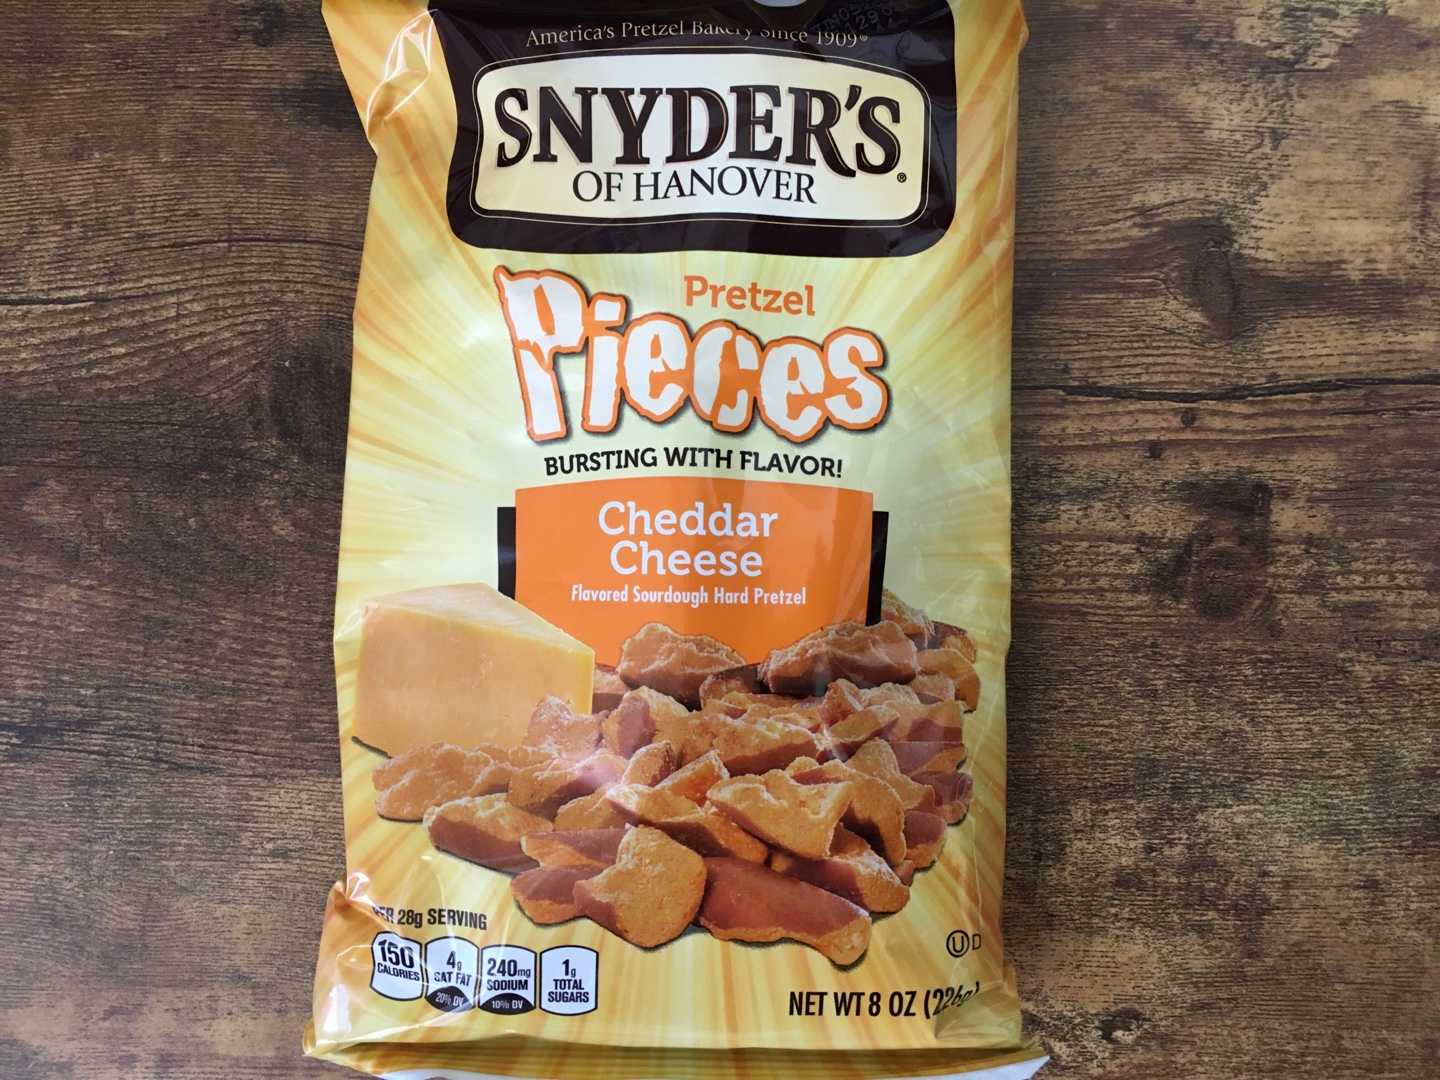 America's Pretzel Bakery Since 1909®
SNYDER'S®
OF HANOVER
Pretzel
Pieces
BURSTING WITH FLAVOR!
Cheddar
Cheese
Flavored Sourdough Hard Pretzel
PER 28g SERVING
150 CALORIES
4g SAT FAT 20% DV
240mg SODIUM 10% DV
1g TOTAL SUGARS
U D
NET WT 8 OZ (226g)